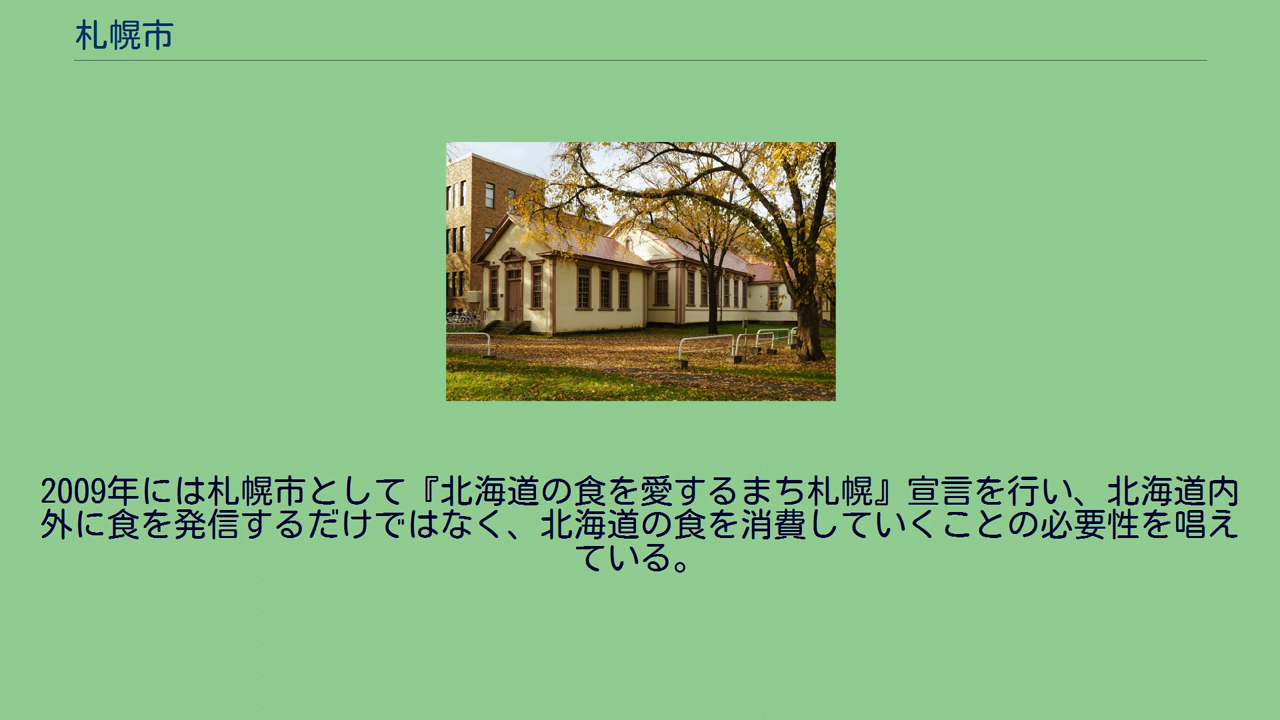 札幌市
2009年には札幌市として『北海道の食を愛するまち札幌』宣言を行い、北海道内
外に食を発信するだけではなく、北海道の食を消費していくことの必要性を唱え
ている。